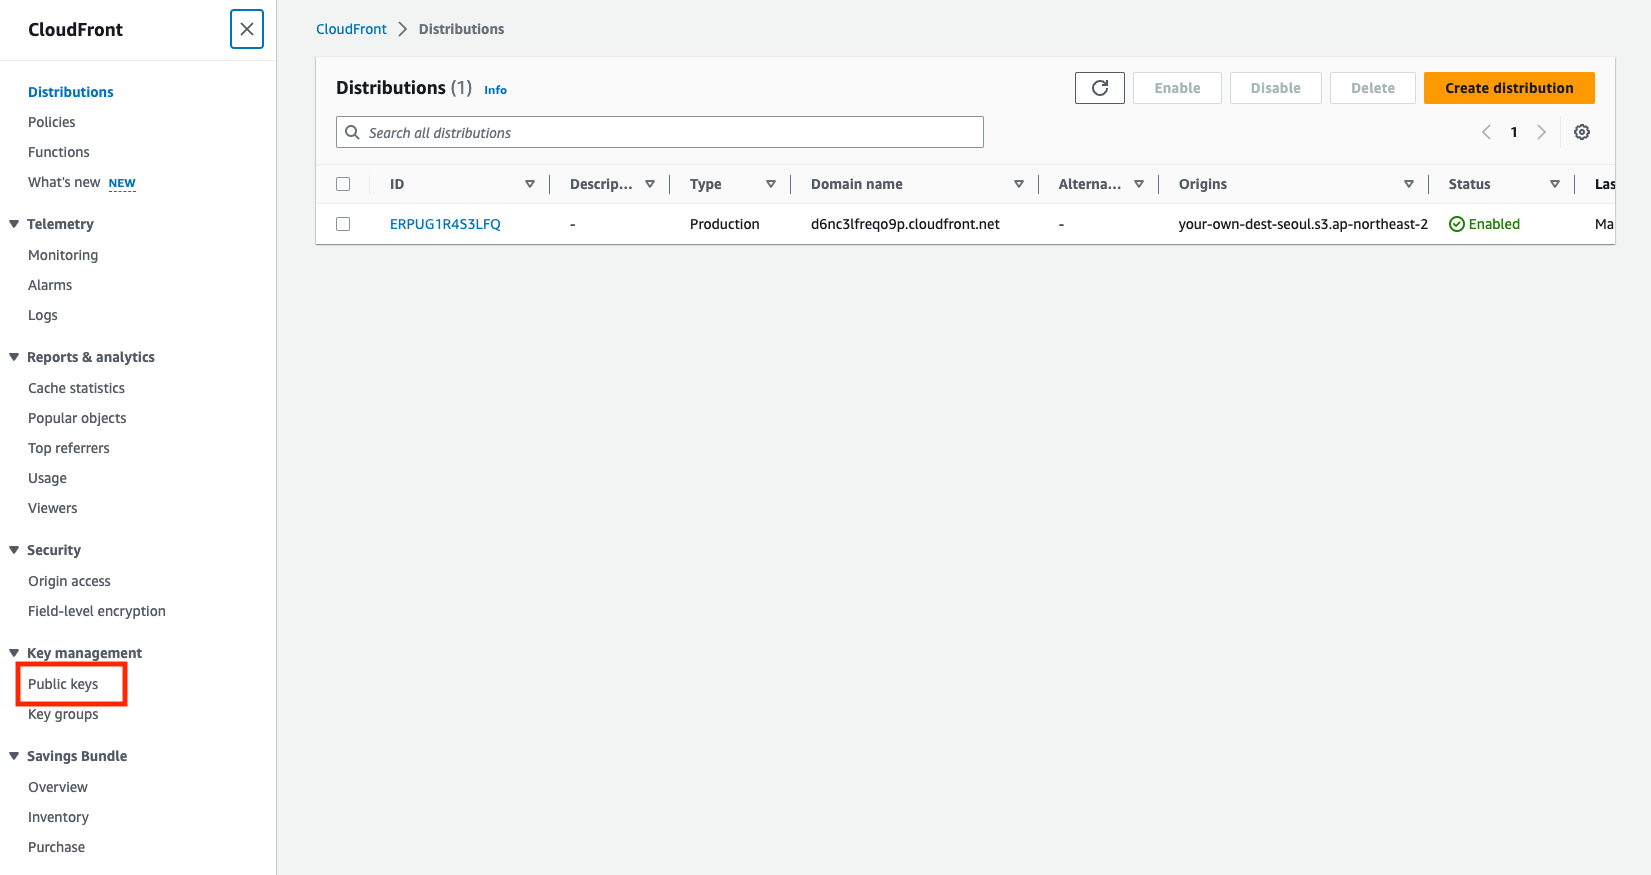 CloudFront
Distributions
Policies
Functions
What's new NEW
Telemetry
Monitoring
Alarms
Logs
Reports & analytics
Cache statistics
Popular objects
Top referrers
Usage
Viewers
Security
Origin access
Field-level encryption
Key management
Public keys
Key groups
Savings Bundle
Overview
Inventory
Purchase
CloudFront Distributions
Distributions (1) Info
Enable Disable Delete Create distribution
Search all distributions
1
ID Descrip... Type Domain name Alterna... Origins Status Las
ERPUG1R4S3LFQ - Production d6nc3lfreqo9p.cloudfront.net - your-own-dest-seoul.s3.ap-northeast-2 Enabled Ma